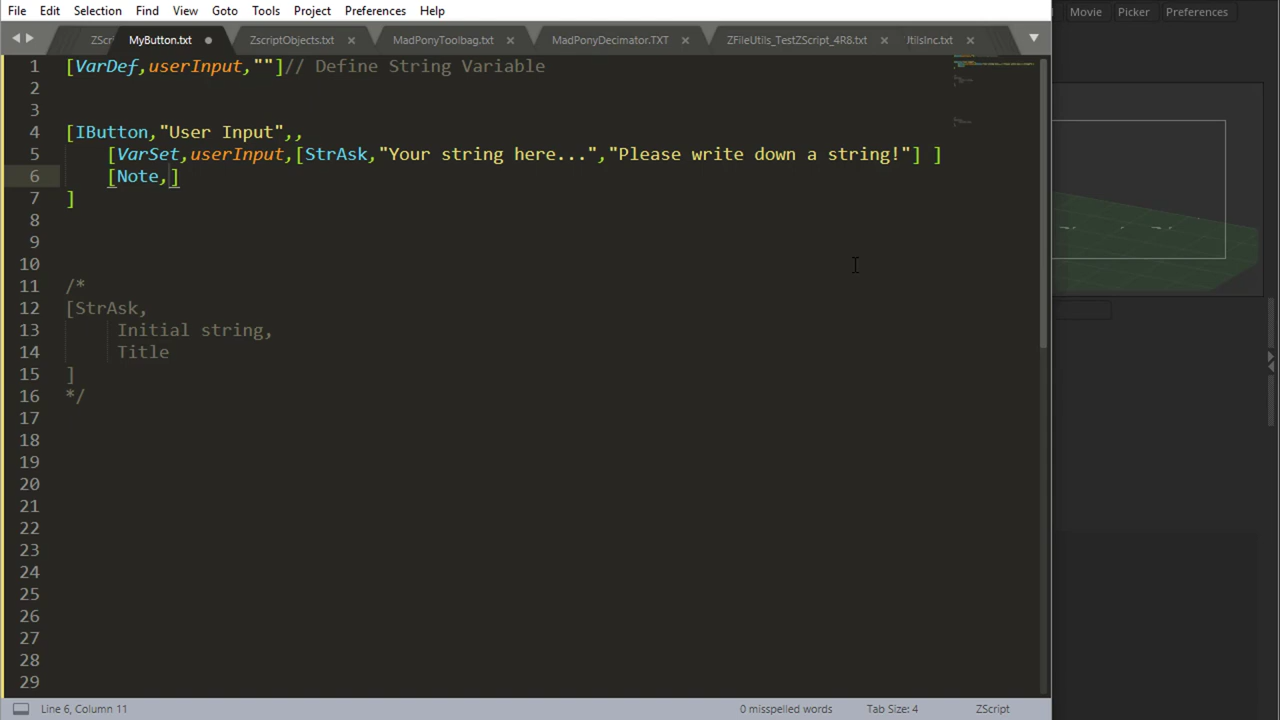 File Edit Selection Find View Goto Tools Project Preferences Help
Movie Picker Preferences
ZScri MyButton.txt ZscriptObjects.txt MadPonyToolbag.txt MadPonyDecimator.TXT ZFileUtils_TestZScript_4R8.txt UtilsInc.txt
1 [VarDef,userInput,""]// Define String Variable
2
3
4 [IButton,"User Input",,
5 [VarSet,userInput,[StrAsk,"Your string here...","Please write down a string!"] ]
6 [Note,]
7 ]
8
9
10
11 /*
12 [StrAsk,
13 Initial string,
14 Title
15 ]
16 */
17
18
19
20
21
22
23
24
25
26
27
28
29
Line 6, Column 11 0 misspelled words Tab Size: 4 ZScript